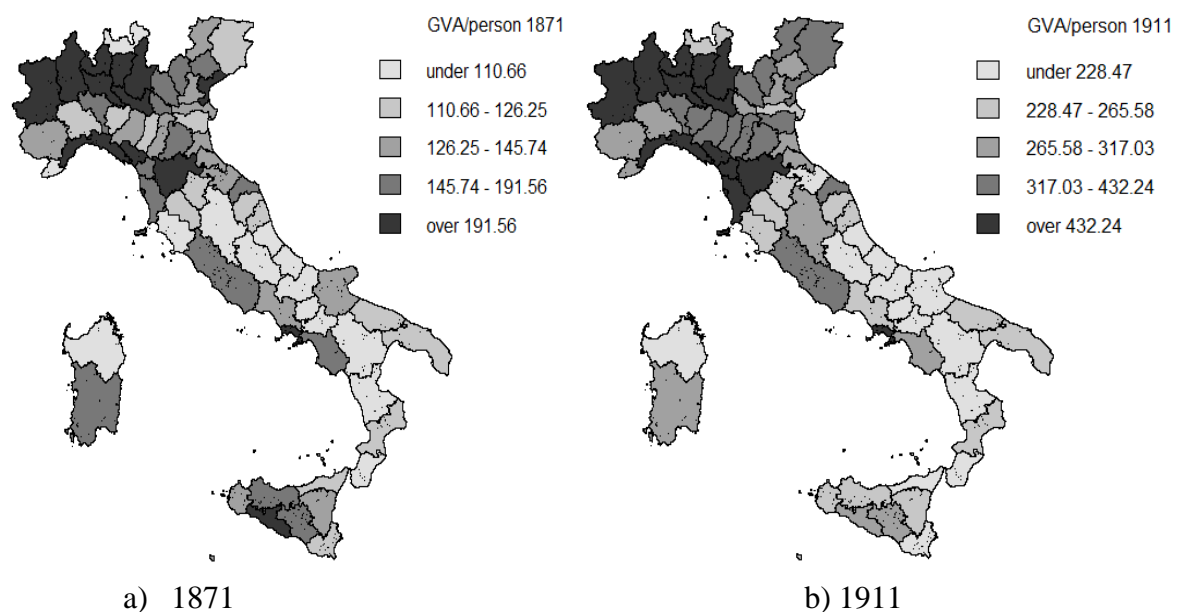 GVA/person 1871
under 110.66
110.66 - 126.25
126.25 - 145.74
145.74 - 191.56
over 191.56
GVA/person 1911
under 228.47
228.47 - 265.58
265.58 - 317.03
317.03 - 432.24
over 432.24
a) 1871
b) 1911